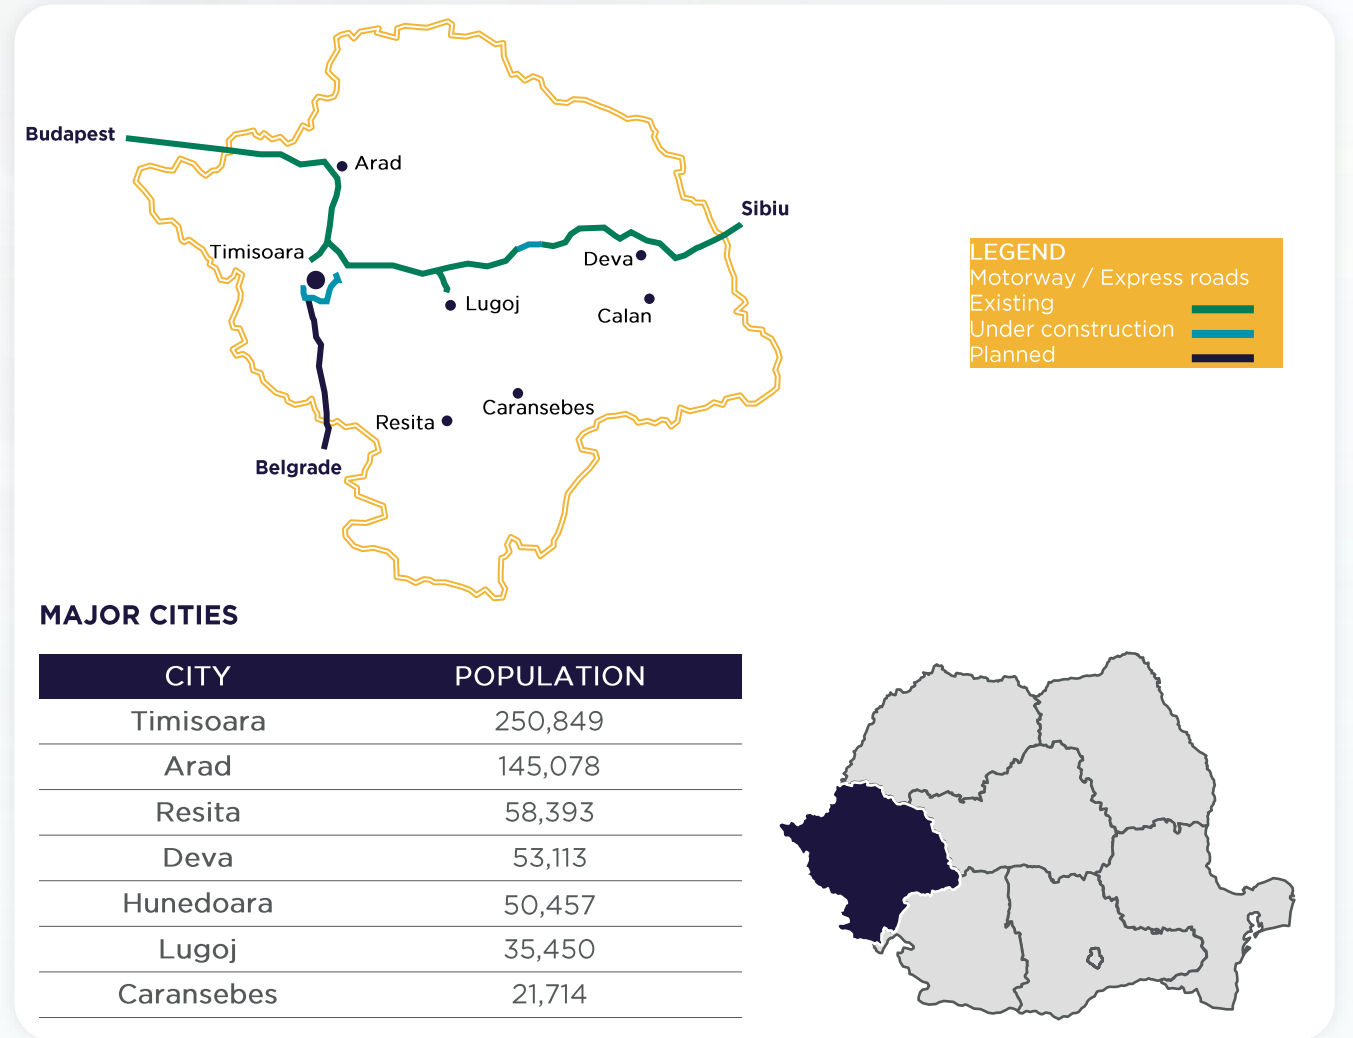 Budapest
Arad
Sibiu
Timisoara
Deva
Lugoj
Calan
Caransebes
Resita
Belgrade
LEGEND
Motorway / Express roads
Existing
Under construction
Planned
MAJOR CITIES
CITY POPULATION
Timisoara 250,849
Arad 145,078
Resita 58,393
Deva 53,113
Hunedoara 50,457
Lugoj 35,450
Caransebes 21,714